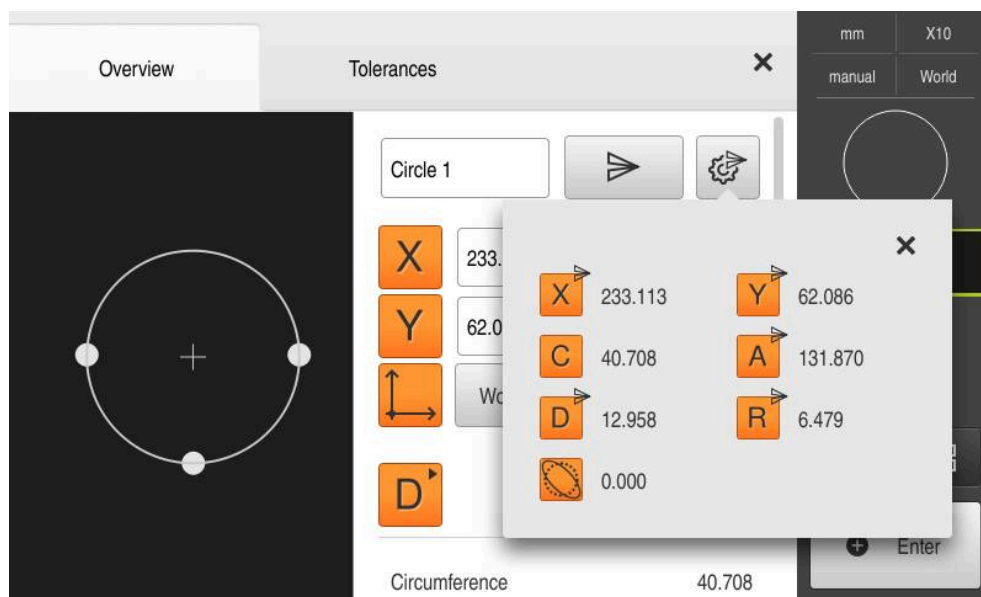 mm X10
Overview Tolerances
manual World
Circle 1
X 233.
X 233.113 Y 62.086
Y 62.0
C 40.708 A 131.870
D 12.958 R 6.479
D
0.000
Enter
Circumference 40.708